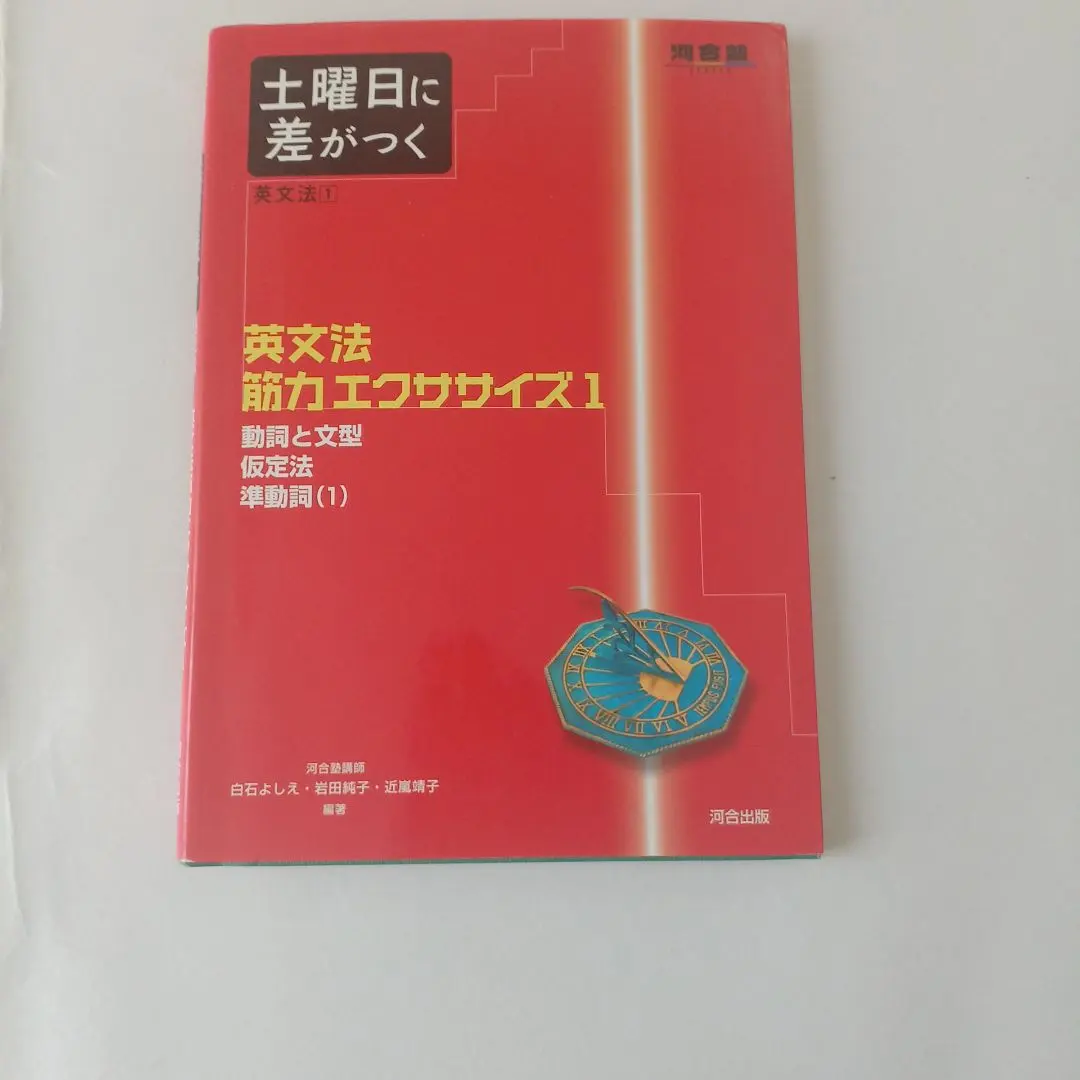 土曜日に
差がつく
河合塾
英文法1
英文法
筋力エクササイズ1
動詞と文型
仮定法
準動詞(1)
河合塾講師
白石よしえ・岩田純子・近嵐靖子
編著
河合出版